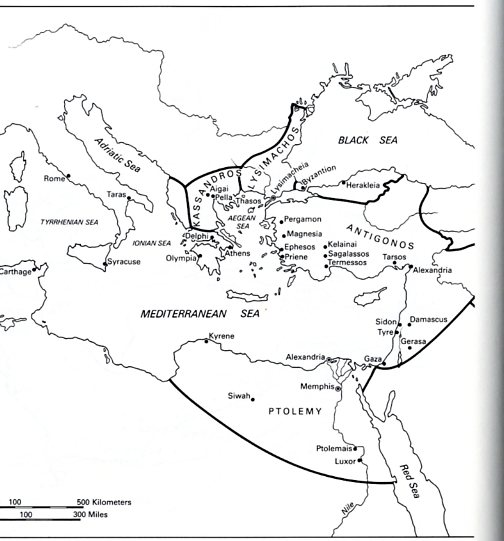 BLACK SEA
Adriatic Sea
LYSIMACHOS
KASSANDROS
Lysimacheia
Byzantion
Herakleia
Rome
Aigai
Pella
Thasos
Taras
AEGEAN
SEA
Pergamon
TYRRHENIAN SEA
Magnesia
ANTIGONOS
IONIAN SEA
Delphi
Athens
Ephesos
Kelainai
Olympia
Priene
Sagalassos
Tarsos
Syracuse
Termessos
Carthage
Alexandria
MEDITERRANEAN SEA
Sidon
Damascus
Tyre
Kyrene
Gerasa
Alexandria
Gaza
Memphis
Siwah
PTOLEMY
Ptolemais
Luxor
Red Sea
Nile
100 500 Kilometers
100 300 Miles